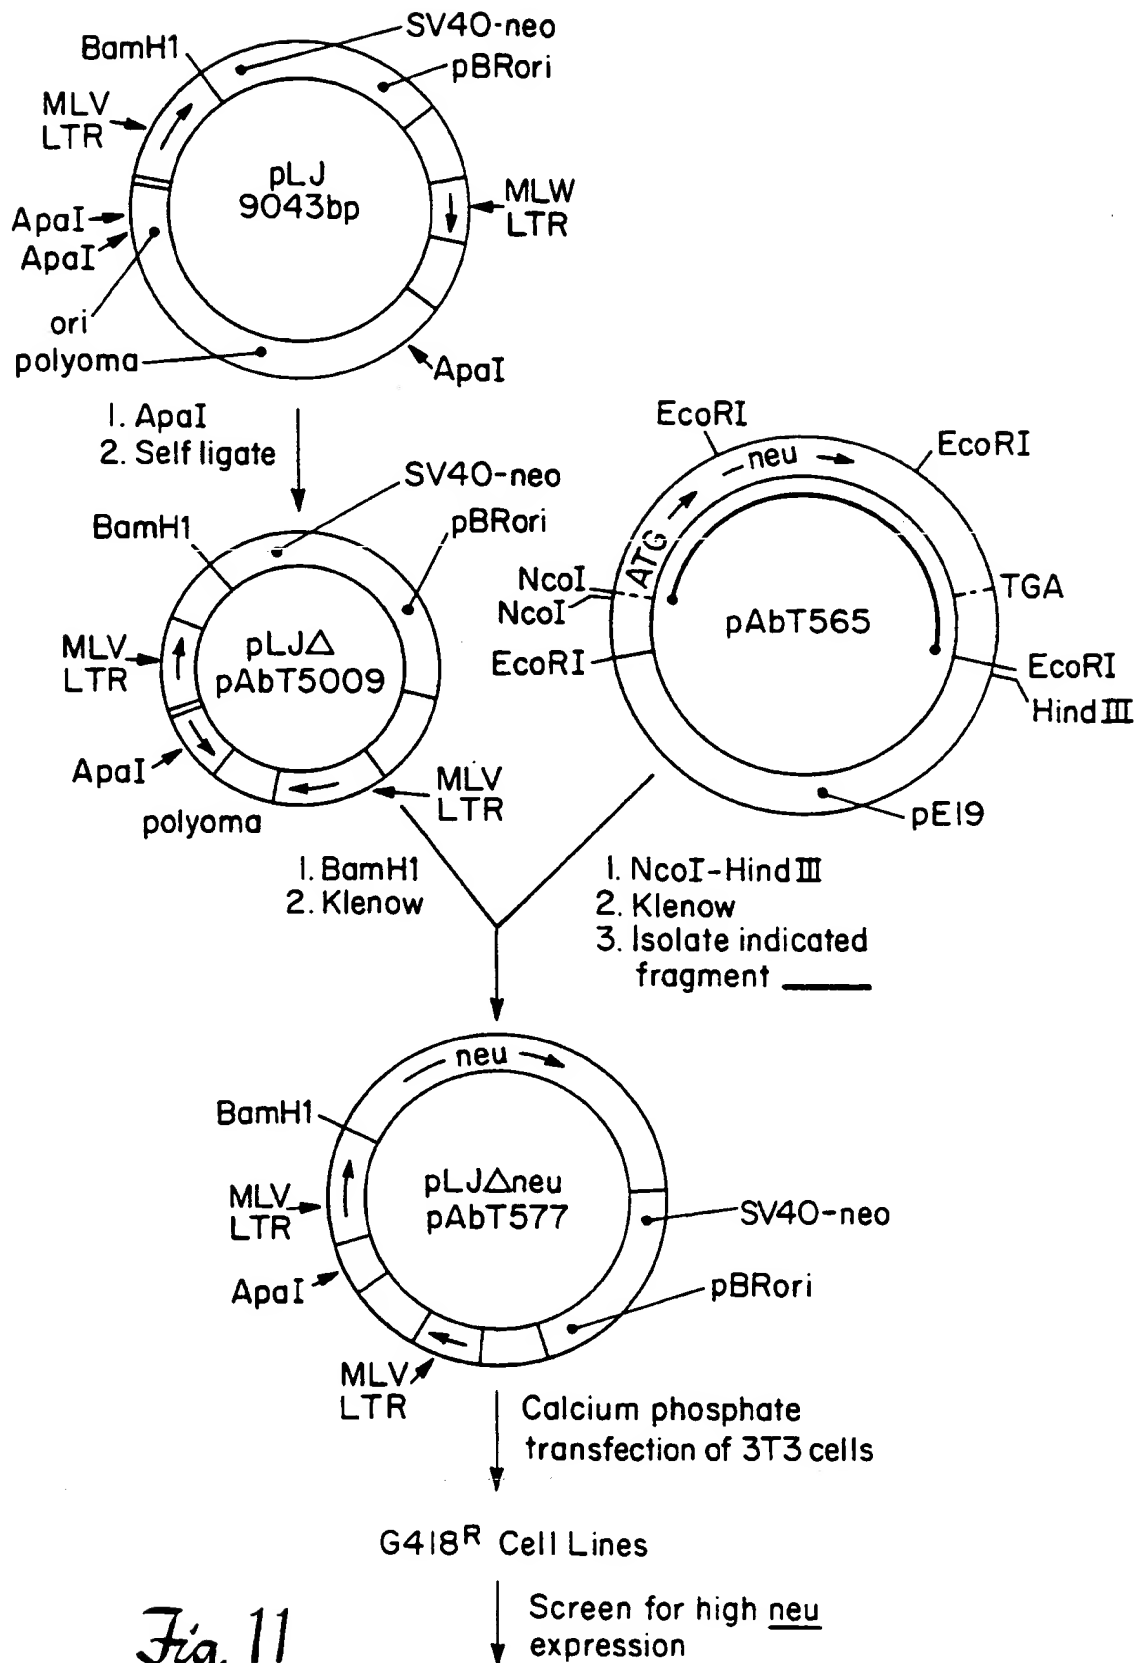 SV40-neo
BamH1
pBRori
MLV
LTR
pLJ
9043bp
MLW
LTR
ApaI
ApaI
ori
polyoma
ApaI
1. ApaI
2. Self ligate
SV40-neo
BamH1
pBRori
MLV
LTR
pLJΔ
pAbT5009
ApaI
polyoma
MLV
LTR
EcoRI
EcoRI
neu
ATG
NcoI
NcoI
TGA
pAbT565
EcoRI
EcoRI
Hind III
pE19
1. BamH1
2. Klenow
1. NcoI-Hind III
2. Klenow
3. Isolate indicated
fragment
neu
BamH1
pLJΔneu
pAbT577
MLV
LTR
SV40-neo
ApaI
pBRori
MLV
LTR
Calcium phosphate
transfection of 3T3 cells
G418R Cell Lines
Screen for high neu
expression
Fig. 11